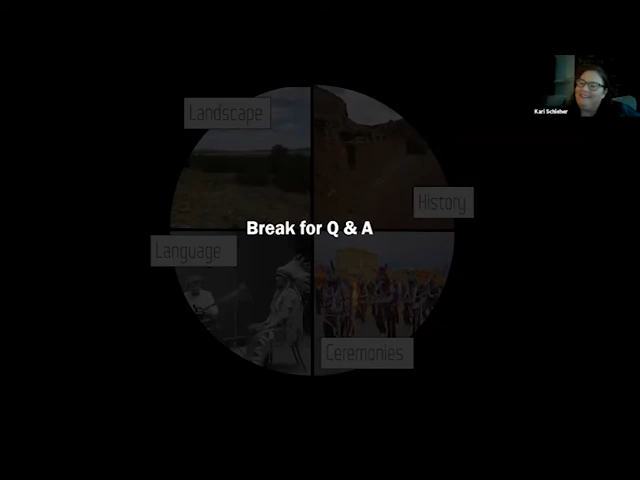 Landscape
Kari Schleher
History
Break for Q & A
Language
Ceremonies